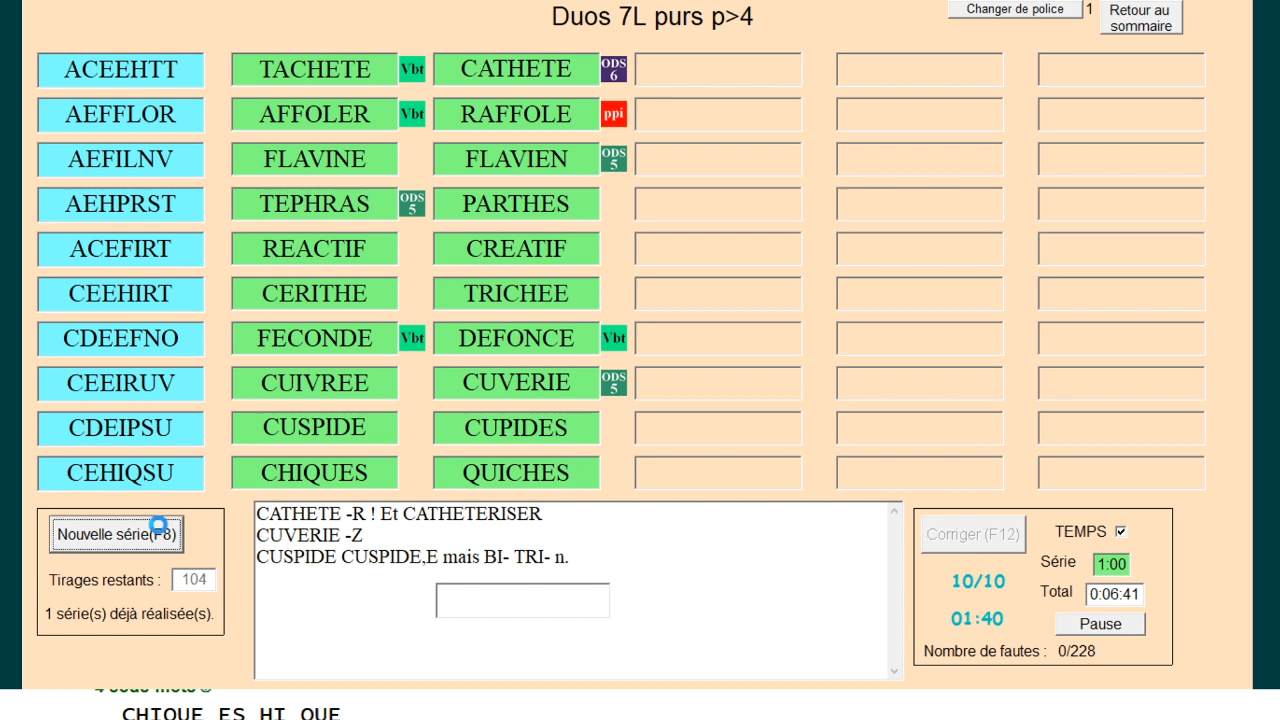 Duos 7L purs p>4
Changer de police 1
Retour au
sommaire
ACEEHTT TACHETE Vbt CATHETE ODS 6
AEFFLOR AFFOLER Vbt RAFFOLE ppi
AEFILNV FLAVINE FLAVIEN ODS 5
AEHPRST TEPHRAS ODS 5 PARTHES
ACEFIRT REACTIF CREATIF
CEEHIRT CERITHE TRICHEE
CDEEFNO FECONDE Vbt DEFONCE Vbt
CEEIRUV CUIVREE CUVERIE ODS 5
CDEIPSU CUSPIDE CUPIDES
CEHIQSU CHIQUES QUICHES
Nouvelle série(F8)
Tirages restants : 104
1 série(s) déjà réalisée(s).
CATHETE -R ! Et CATHETERISER
CUVERIE -Z
CUSPIDE CUSPIDE,E mais BI- TRI- n.
Corriger (F12)
TEMPS
Série 1:00
10/10
Total 0:06:41
01:40
Pause
Nombre de fautes : 0/228
CHIQUE ES HI QUE